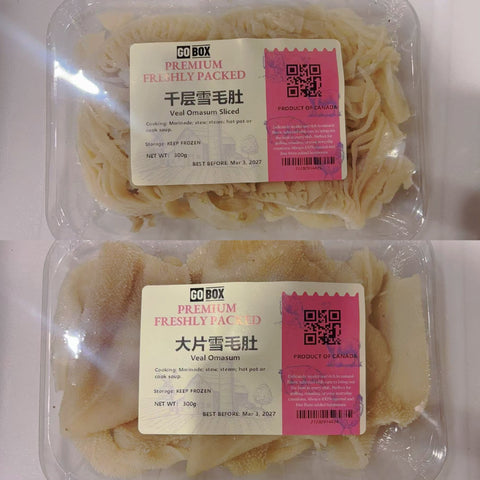 GO BOX
PREMIUM
FRESHLY PACKED
千层雪毛肚
Veal Omasum Sliced
Cooking: Marinade; stew; steam; hot pot or
cook soup.
Storage: KEEP FROZEN
NET WT: 300g
BEST BEFORE: Mar 3, 2027
PRODUCT OF CANADA
GO BOX
PREMIUM
FRESHLY PACKED
大片雪毛肚
Veal Omasum
Cooking: Marinade; stew; steam; hot pot or
cook soup.
Storage: KEEP FROZEN
NET WT: 300g
BEST BEFORE: Mar 3, 2027
PRODUCT OF CANADA